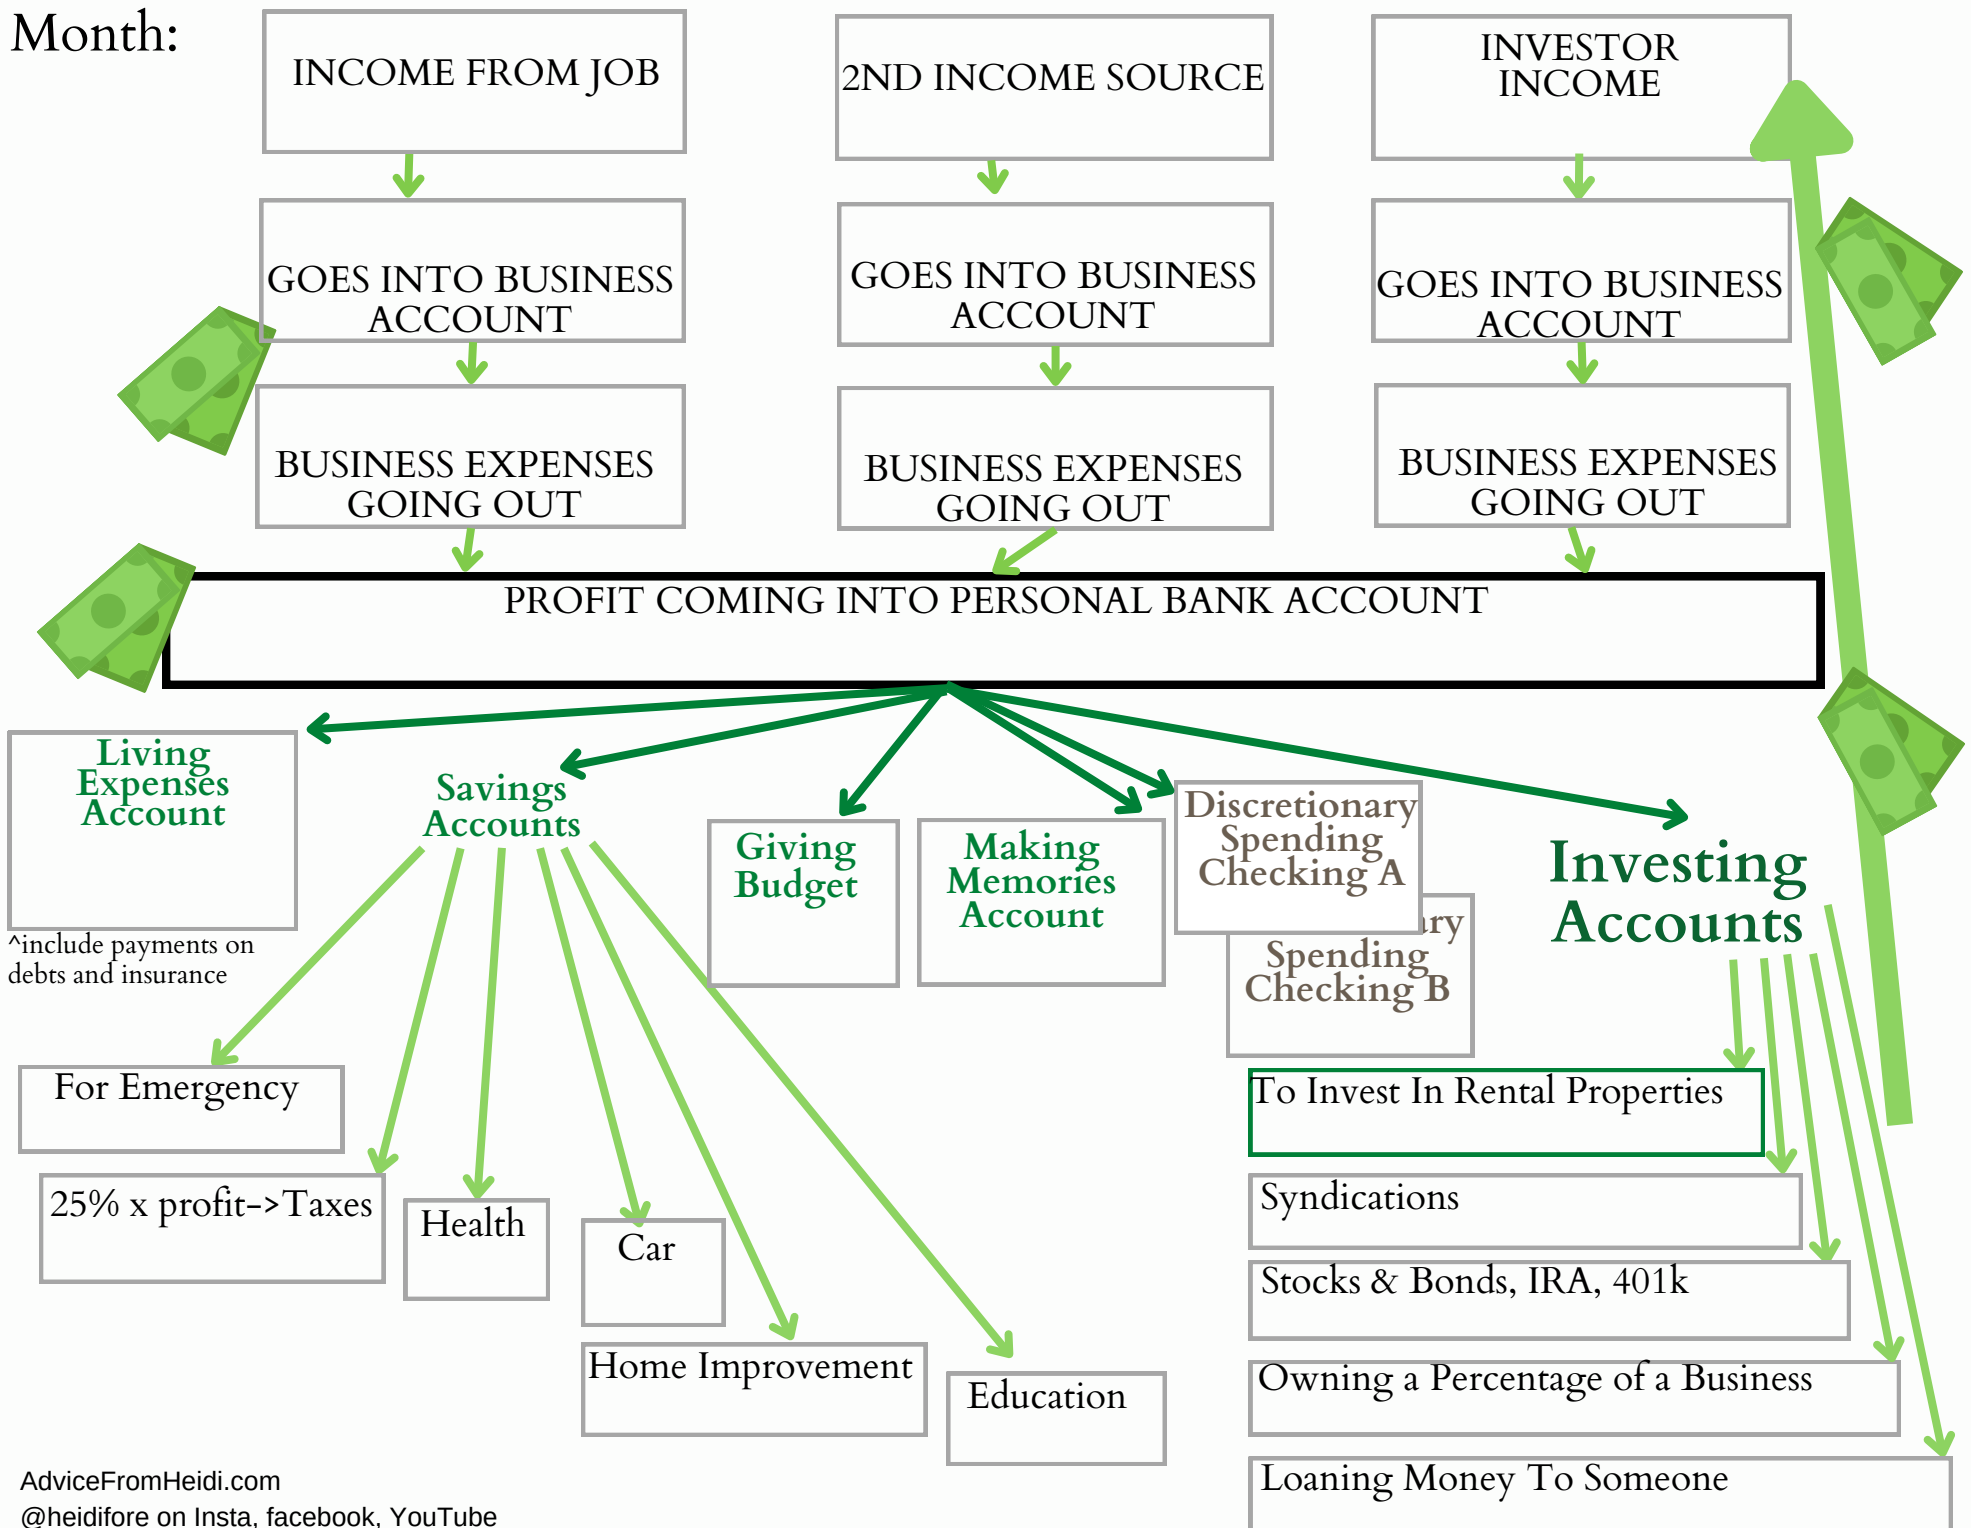 Month:
INCOME FROM JOB
2ND INCOME SOURCE
INVESTOR
INCOME
GOES INTO BUSINESS
ACCOUNT
GOES INTO BUSINESS
ACCOUNT
GOES INTO BUSINESS
ACCOUNT
BUSINESS EXPENSES
GOING OUT
BUSINESS EXPENSES
GOING OUT
BUSINESS EXPENSES
GOING OUT
PROFIT COMING INTO PERSONAL BANK ACCOUNT
Living
Expenses
Account
^include payments on
debts and insurance
Savings
Accounts
Giving
Budget
Making
Memories
Account
Discretionary
Spending
Checking A
Spending
Checking B
Investing
Accounts
For Emergency
25% x profit->Taxes
Health
Car
Home Improvement
Education
To Invest In Rental Properties
Syndications
Stocks & Bonds, IRA, 401k
Owning a Percentage of a Business
Loaning Money To Someone
AdviceFromHeidi.com
@heidifore on Insta, facebook, YouTube